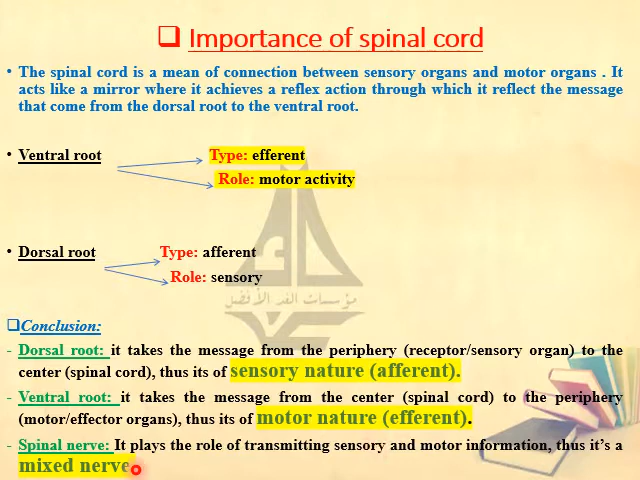 ❑ Importance of spinal cord
• The spinal cord is a mean of connection between sensory organs and motor organs . It
acts like a mirror where it achieves a reflex action through which it reflect the message
that come from the dorsal root to the ventral root.
• Ventral root
Type: efferent
Role: motor activity
• Dorsal root
Type: afferent
Role: sensory
مؤسسات الغد الأفضل
❑Conclusion:
- Dorsal root: it takes the message from the periphery (receptor/sensory organ) to the
center (spinal cord), thus its of sensory nature (afferent).
- Ventral root: it takes the message from the center (spinal cord) to the periphery
(motor/effector organs), thus its of motor nature (efferent).
- Spinal nerve: It plays the role of transmitting sensory and motor information, thus it’s a
mixed nerve.